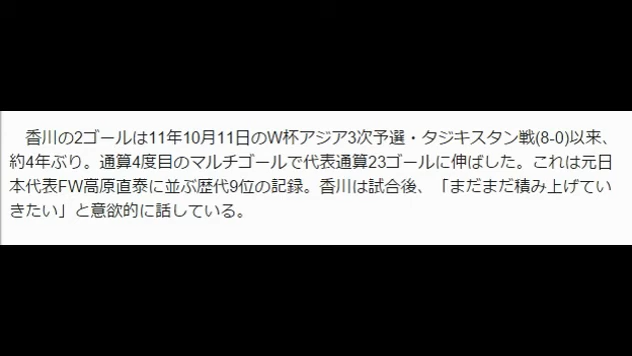 香川の2ゴールは11年10月11日のW杯アジア3次予選・タジキスタン戦(8-0)以来、
約4年ぶり。通算4度目のマルチゴールで代表通算23ゴールに伸ばした。これは元日
本代表FW高原直泰に並ぶ歴代9位の記録。香川は試合後、「まだまだ積み上げてい
きたい」と意欲的に話している。